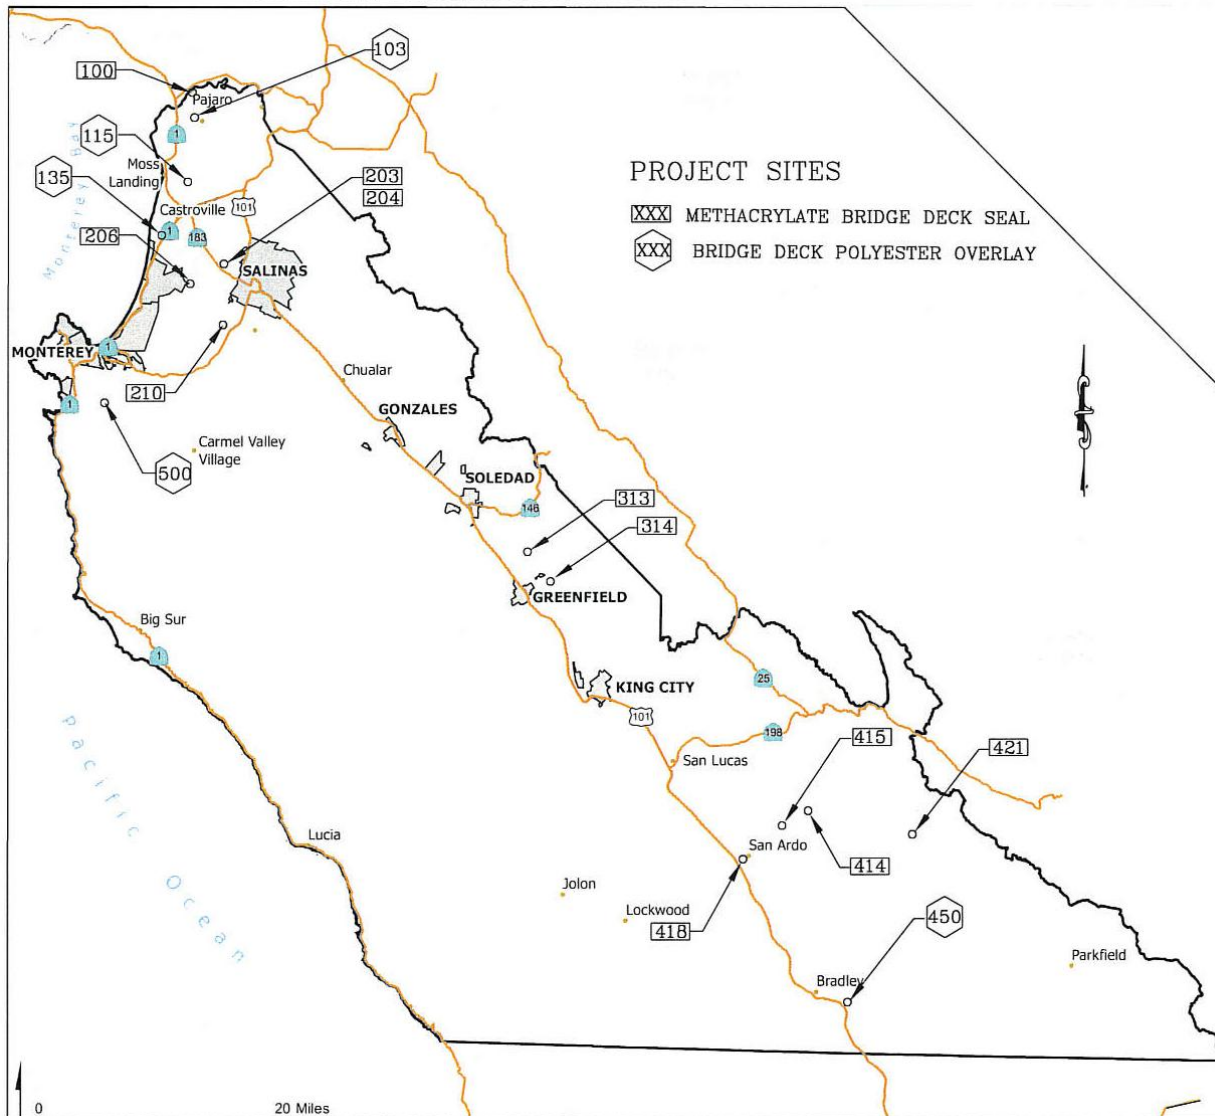 103
100
Pajaro
1
115
Moss
Landing
135
203
204
Castroville
101
1
183
206
SALINAS
Monterey Bay
PROJECT SITES
XXX METHACRYLATE BRIDGE DECK SEAL
XXX BRIDGE DECK POLYESTER OVERLAY
MONTEREY
1
210
Chualar
1
GONZALES
Carmel Valley
Village
500
SOLEDAD
146
313
314
GREENFIELD
Big Sur
1
KING CITY
25
101
198
415
421
San Lucas
Pacific Ocean
Lucia
San Ardo
414
Jolon
Lockwood
418
450
Parkfield
Bradley
0
20 Miles